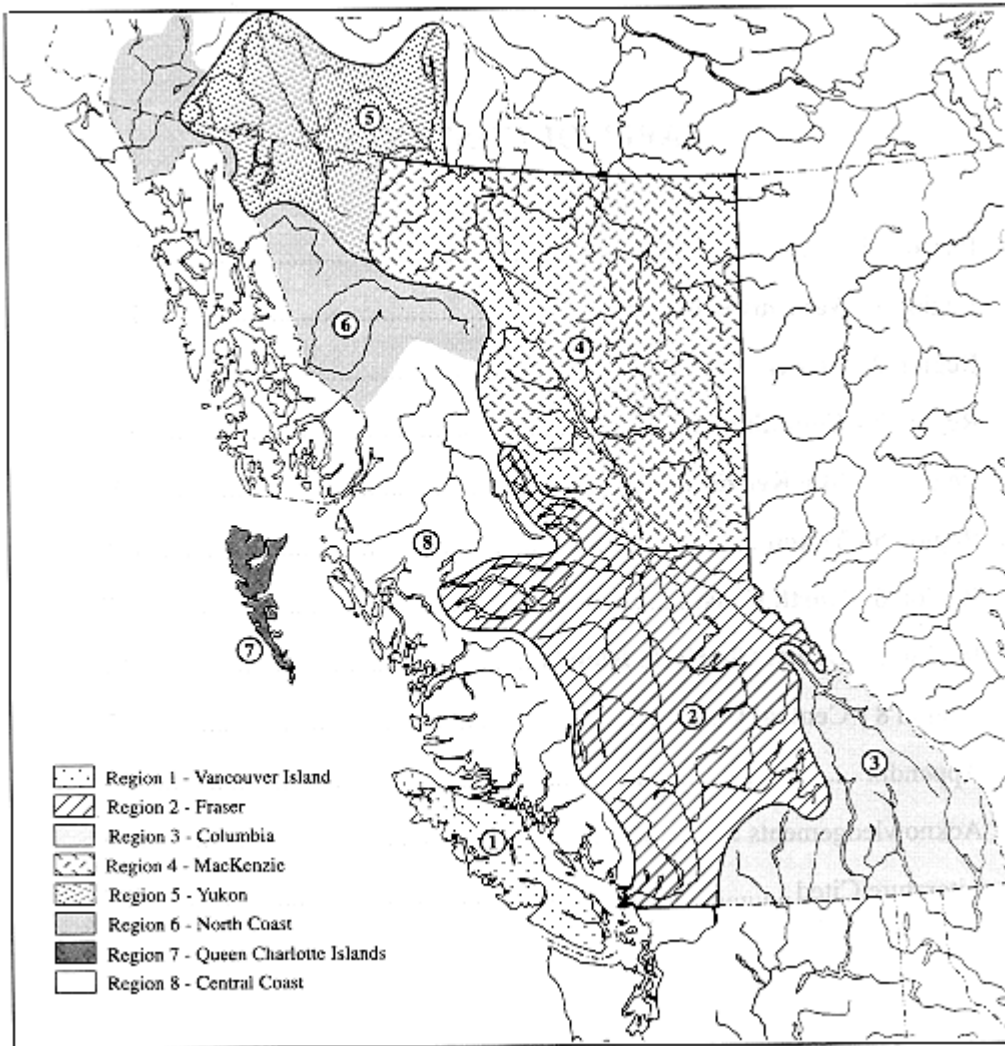 5
6
4
8
7
2
3
1
Region 1 - Vancouver Island
Region 2 - Fraser
Region 3 - Columbia
Region 4 - MacKenzie
Region 5 - Yukon
Region 6 - North Coast
Region 7 - Queen Charlotte Islands
Region 8 - Central Coast
Acknowledgements